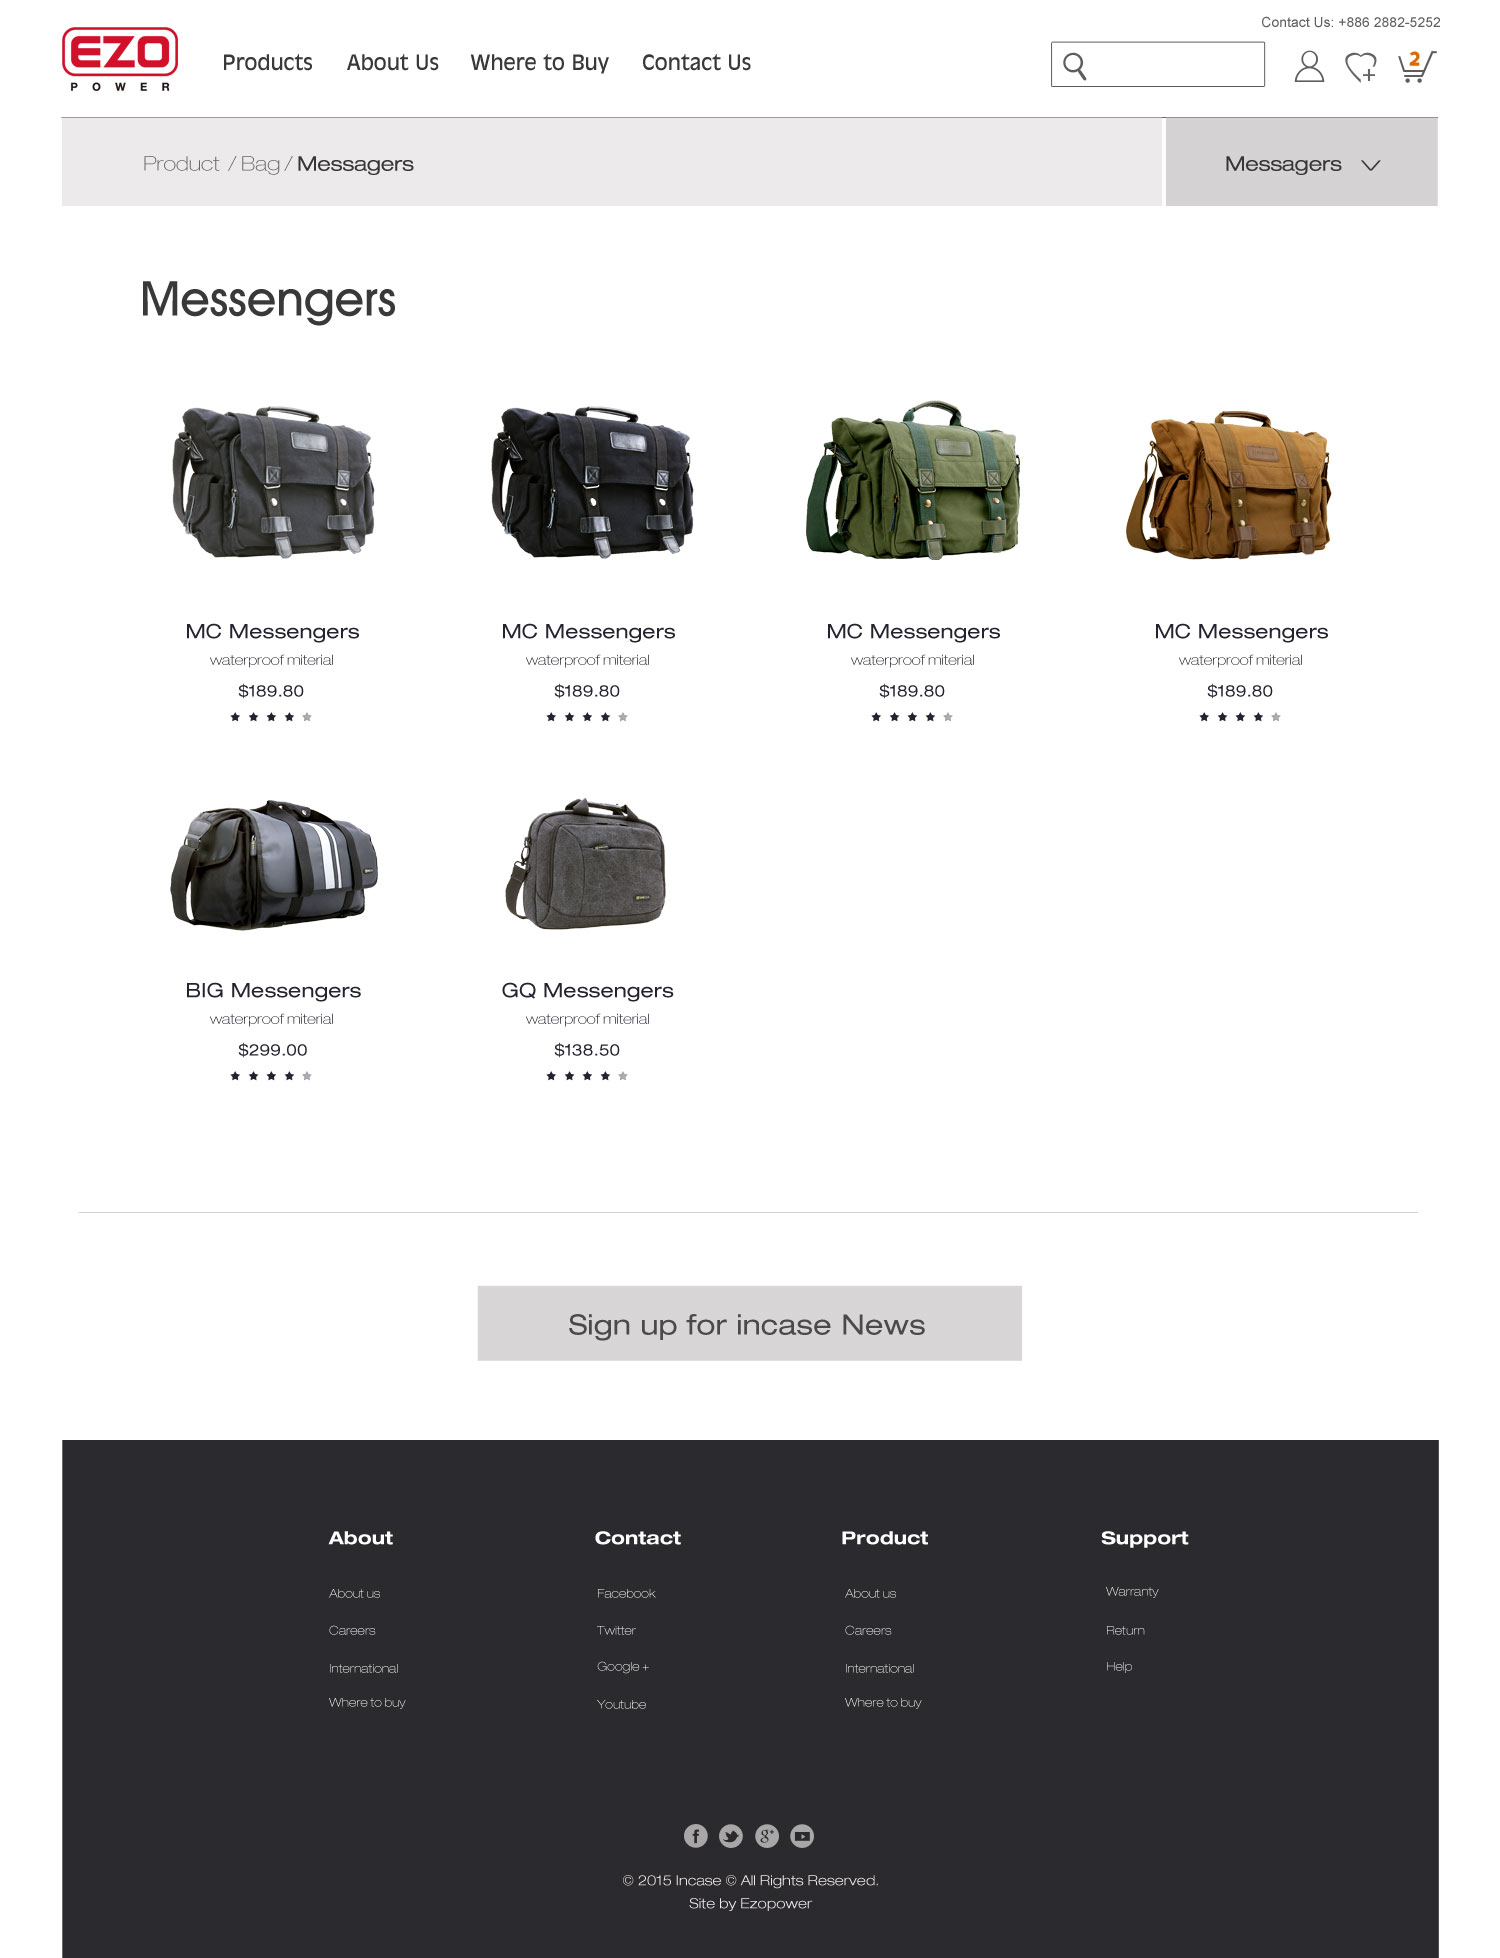 Contact Us: +886 2882-5252
EZO
POWER
Products About Us Where to Buy Contact Us
2
Product / Bag / Messagers
Messagers
Messengers
MC Messengers MC Messengers MC Messengers MC Messengers
waterproof miterial waterproof miterial waterproof miterial waterproof miterial
$189.80 $189.80 $189.80 $189.80
BIG Messengers GQ Messengers
waterproof miterial waterproof miterial
$299.00 $138.50
Sign up for incase News
About Contact Product Support
About us Facebook About us Warranty
Careers Twitter Careers Return
International Google + International Help
Where to buy Youtube Where to buy
© 2015 Incase © All Rights Reserved.
Site by Ezopower